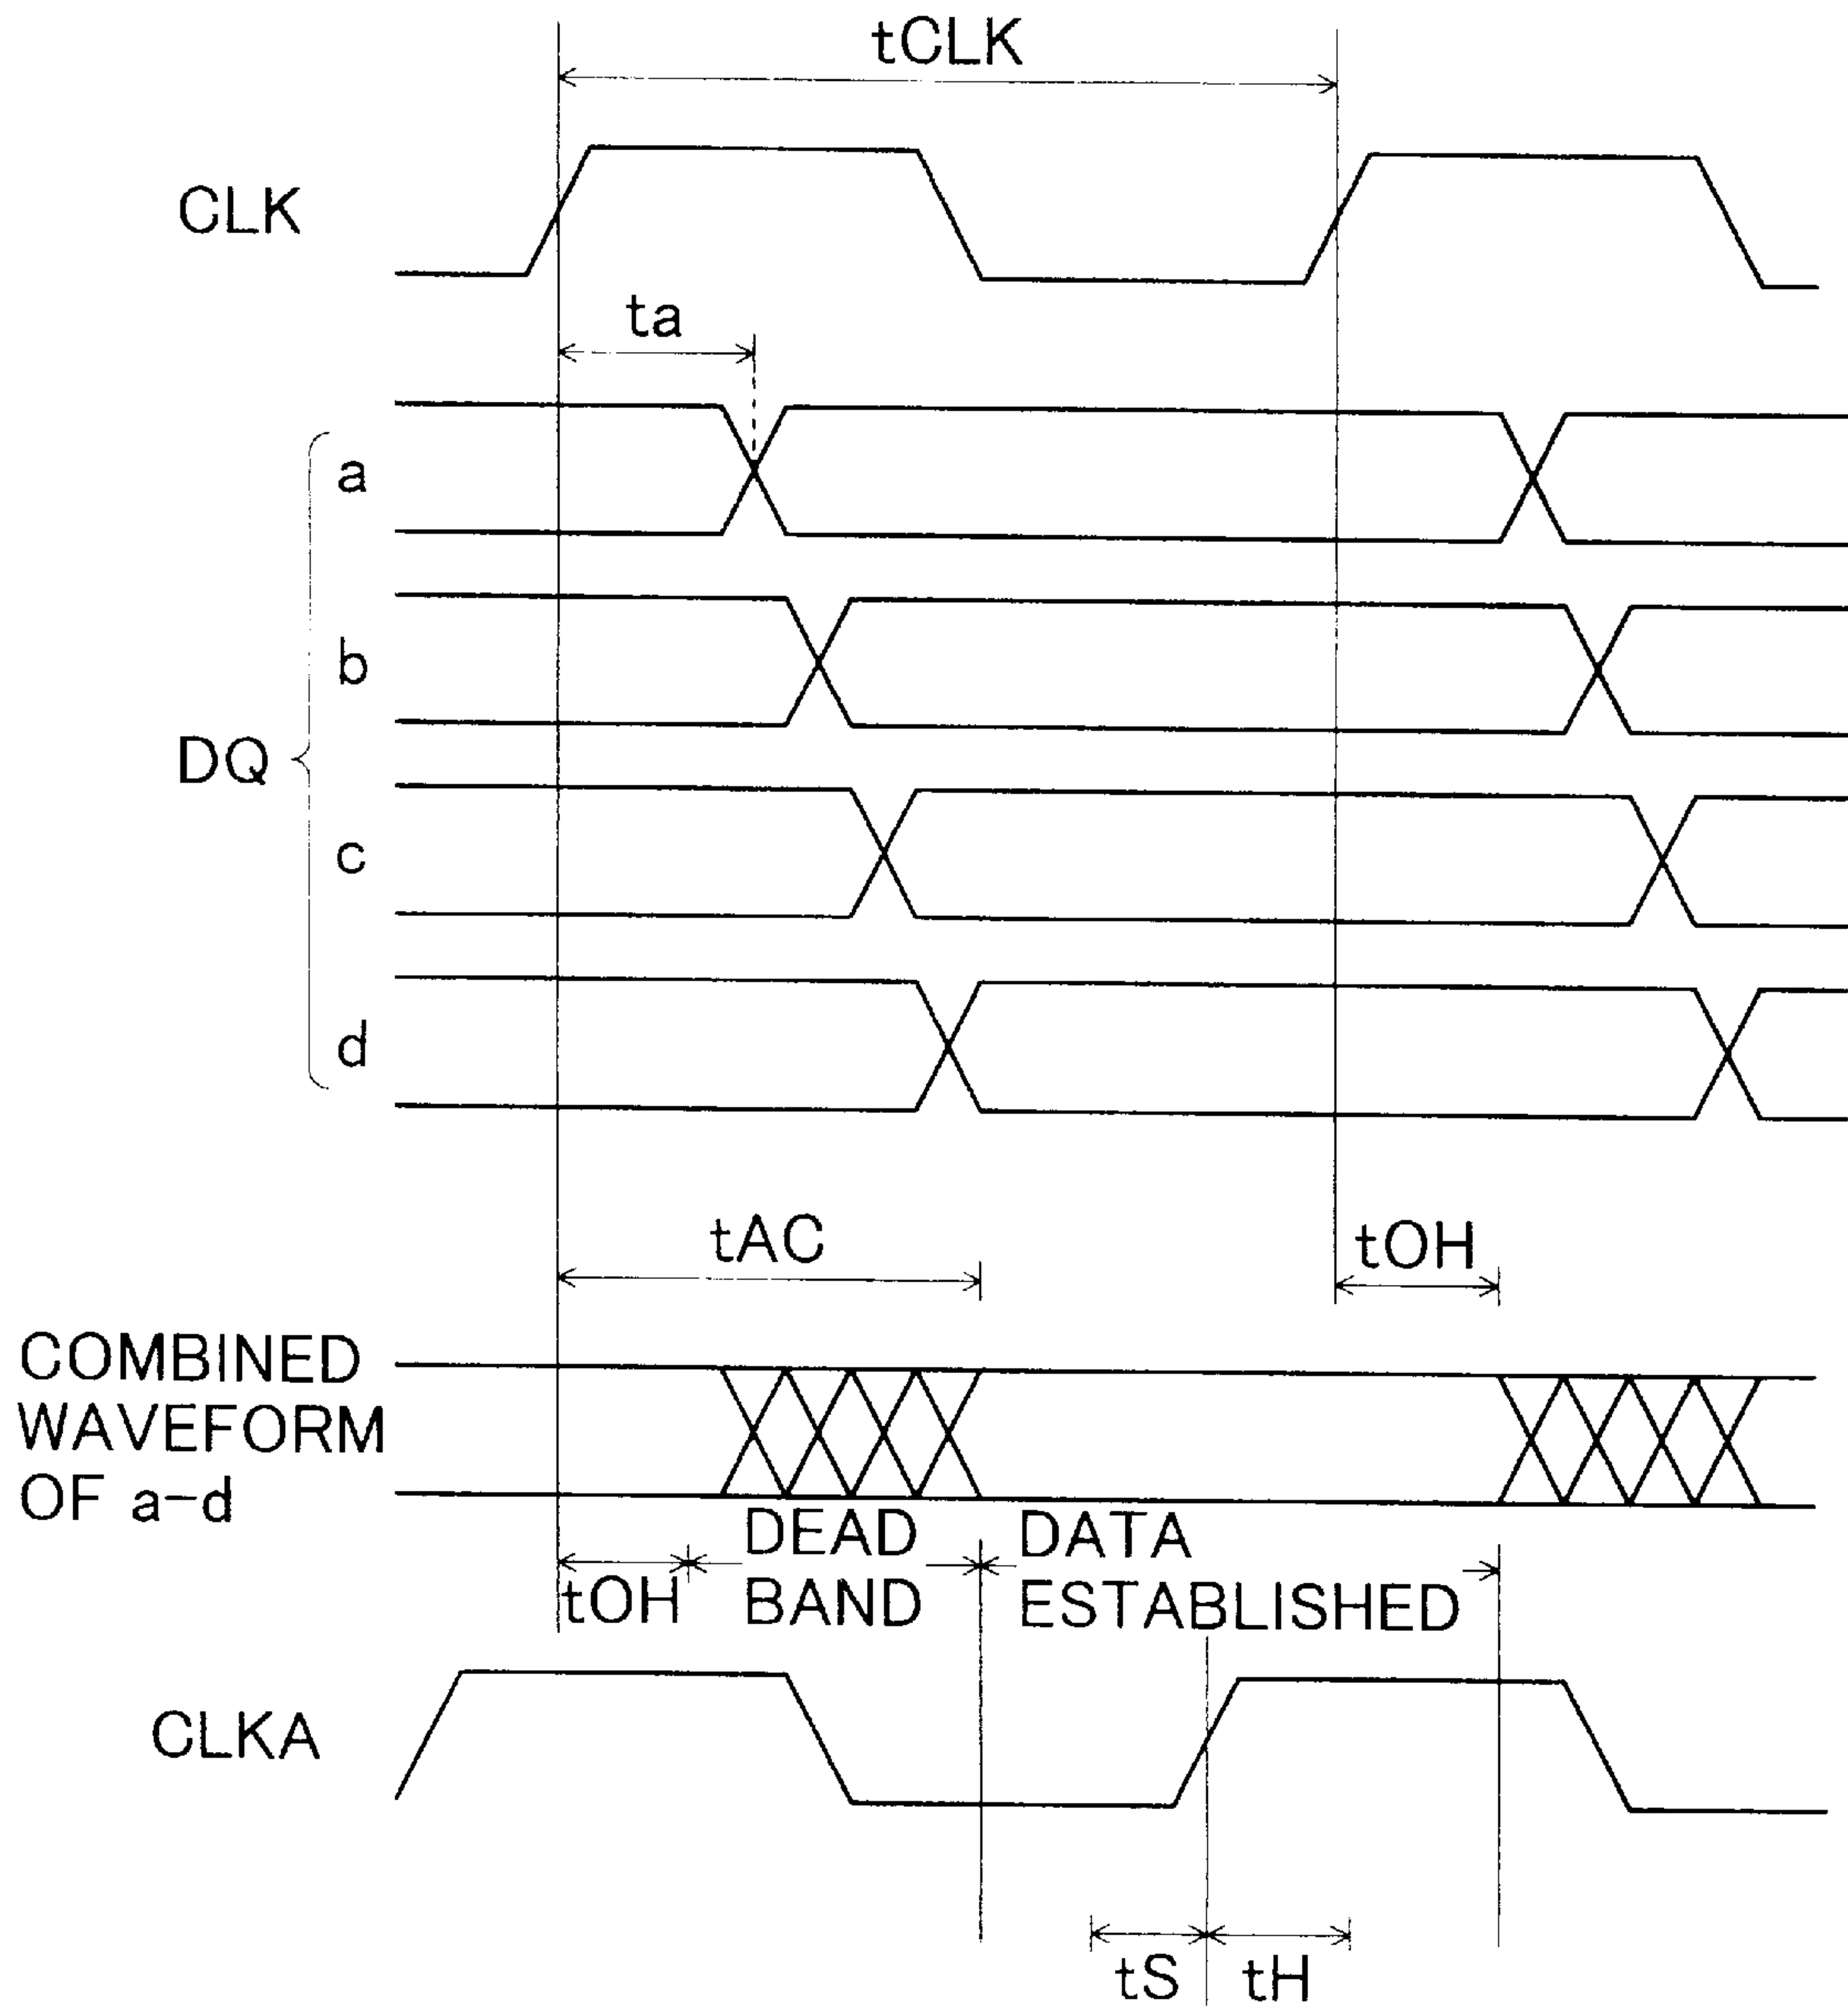 tCLK
CLK
ta
a
b
DQ
c
d
tAC
tOH
COMBINED
WAVEFORM
OF a-d
DEAD
BAND
DATA
ESTABLISHED
tOH
CLKA
tS
tH